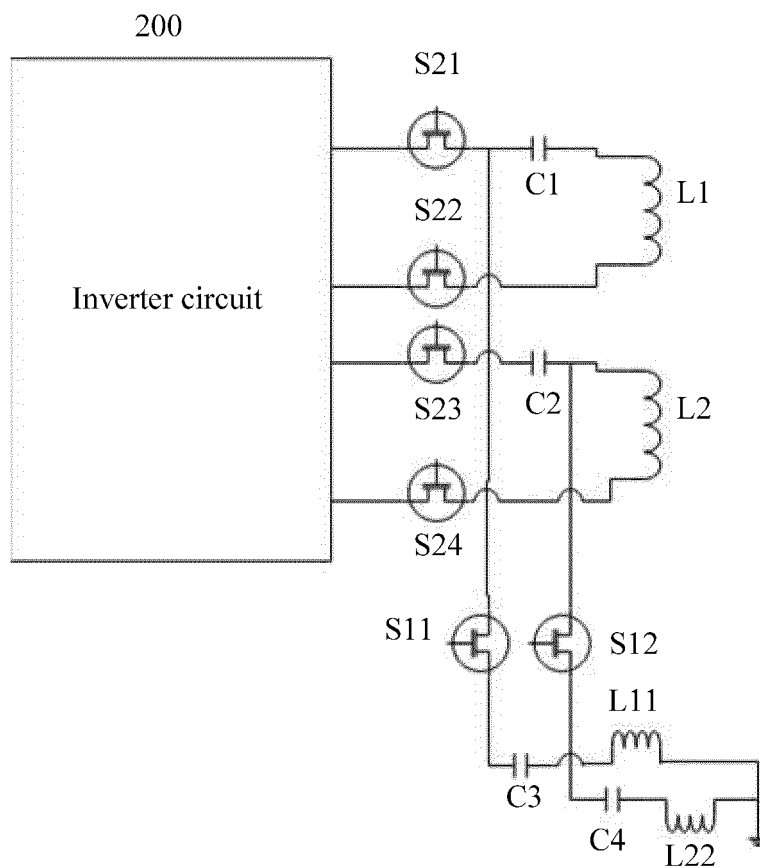 200
S21
C1
L1
S22
Inverter circuit
S23
C2
L2
S24
S11
S12
L11
C3
C4
L22